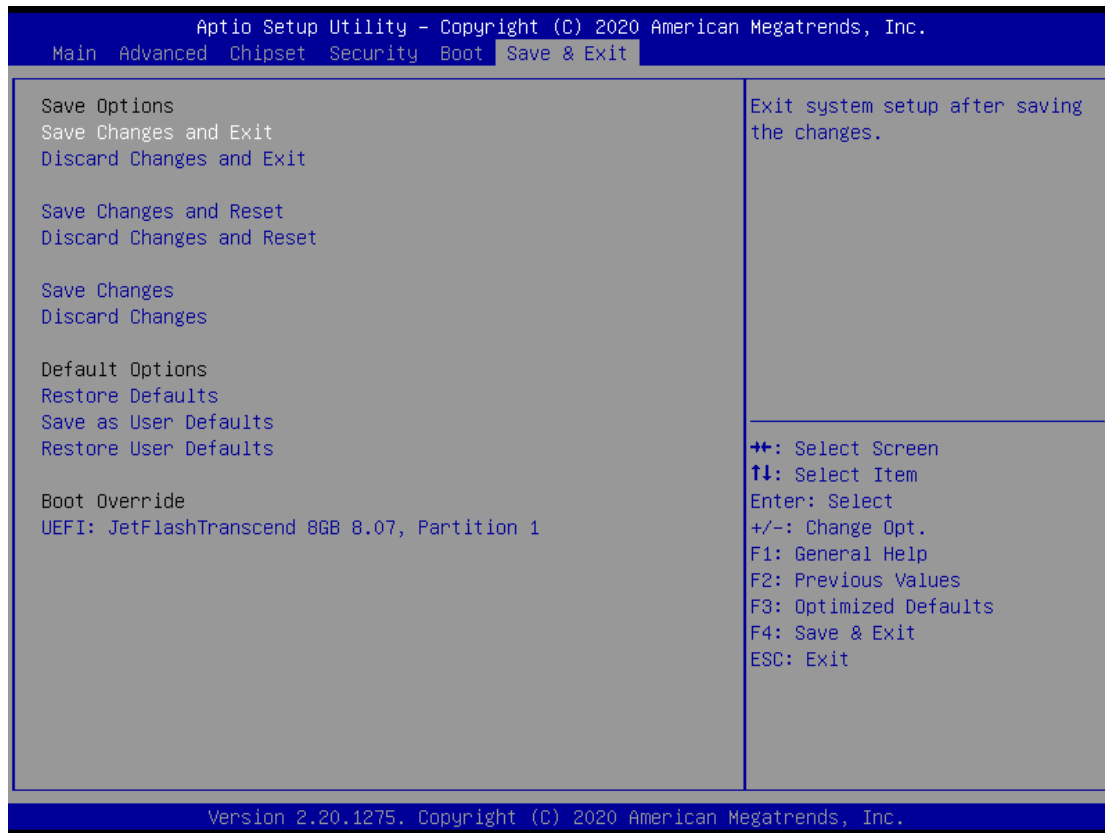 Aptio Setup Utility – Copyright (C) 2020 American Megatrends, Inc.
Main Advanced Chipset Security Boot Save & Exit
Save Options
Save Changes and Exit
Discard Changes and Exit
Save Changes and Reset
Discard Changes and Reset
Save Changes
Discard Changes
Default Options
Restore Defaults
Save as User Defaults
Restore User Defaults
Boot Override
UEFI: JetFlashTranscend 8GB 8.07, Partition 1
Exit system setup after saving
the changes.
→←: Select Screen
↑↓: Select Item
Enter: Select
+/-: Change Opt.
F1: General Help
F2: Previous Values
F3: Optimized Defaults
F4: Save & Exit
ESC: Exit
Version 2.20.1275. Copyright (C) 2020 American Megatrends, Inc.